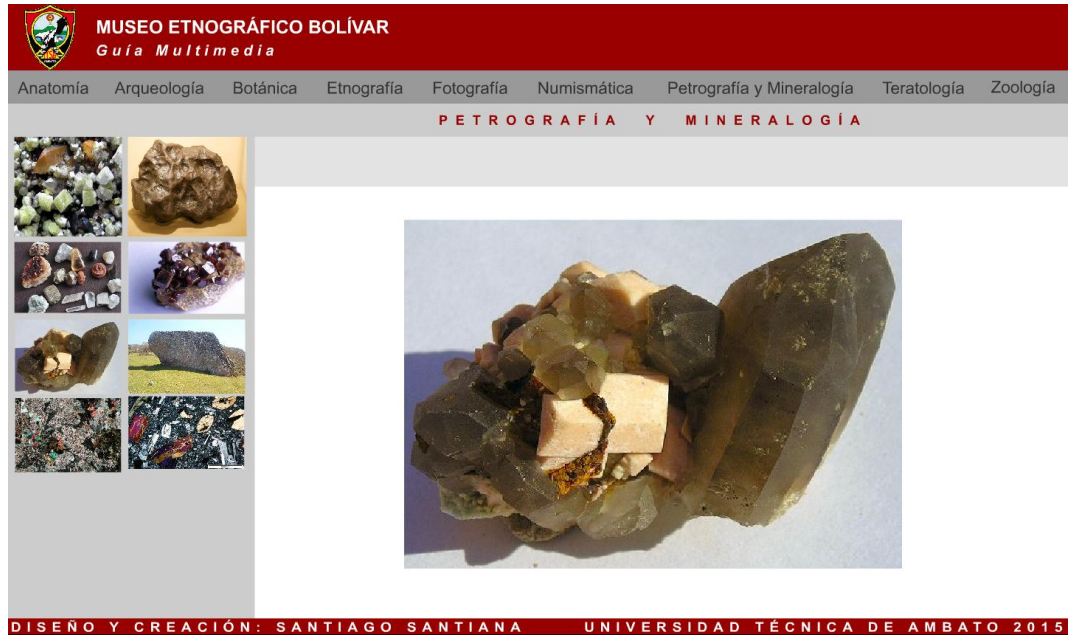 MUSEO ETNOGRÁFICO BOLÍVAR
Guía Multimedia
Anatomía Arqueología Botánica Etnografía Fotografía Numismática Petrografía y Mineralogía Teratología Zoología
PETROGRAFÍA Y MINERALOGÍA
DISEÑO Y CREACIÓN: SANTIAGO SANTIANA UNIVERSIDAD TÉCNICA DE AMBATO 2015